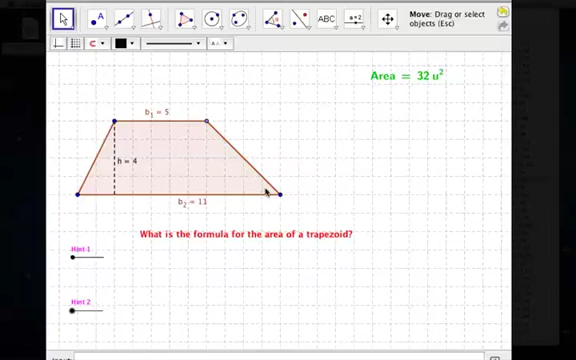 Move: Drag or select
objects (Esc)
ABC
a=2
Area = 32 u²
b₁ = 5
h = 4
b₂ = 11
What is the formula for the area of a trapezoid?
Hint 1
Hint 2